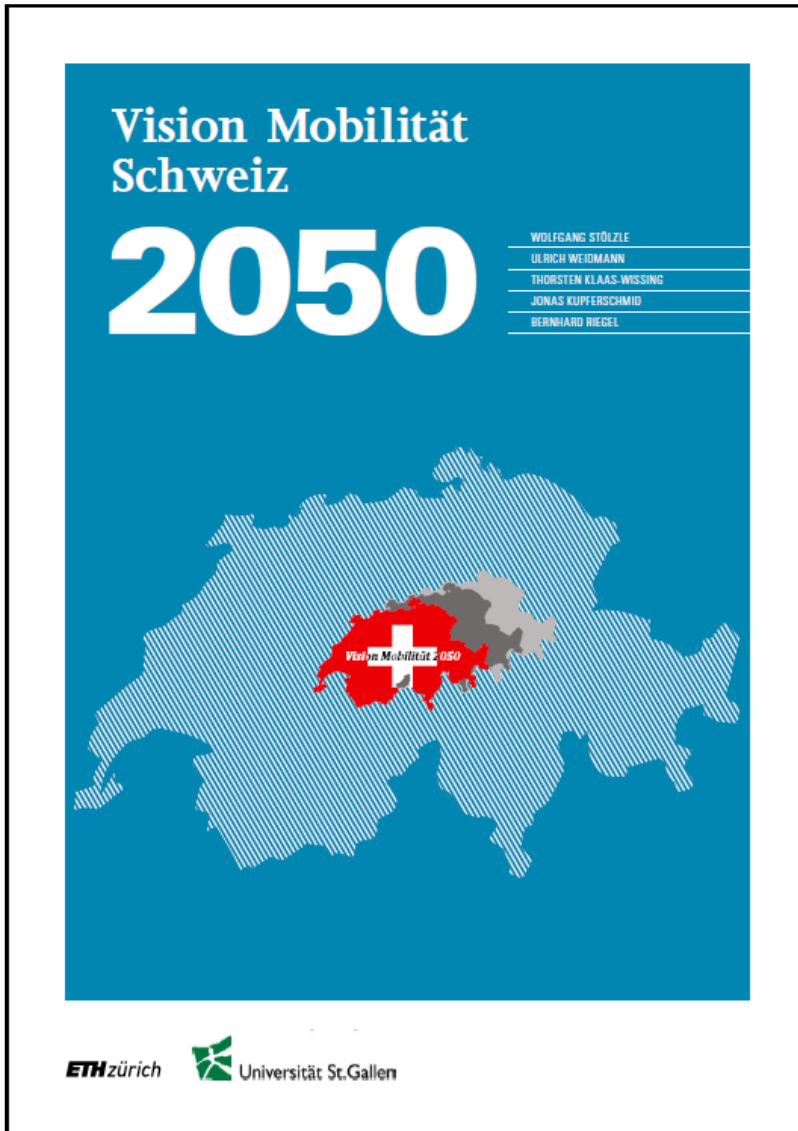 Vision Mobilität
Schweiz
2050
WOLFGANG STÖLZLE
ULRICH WEIDMANN
THORSTEN KLAAS-WISSING
JONAS KUPFERSCHMID
BERNHARD RIEGEL
Vision Mobilität 2050
ETH zürich
Universität St.Gallen